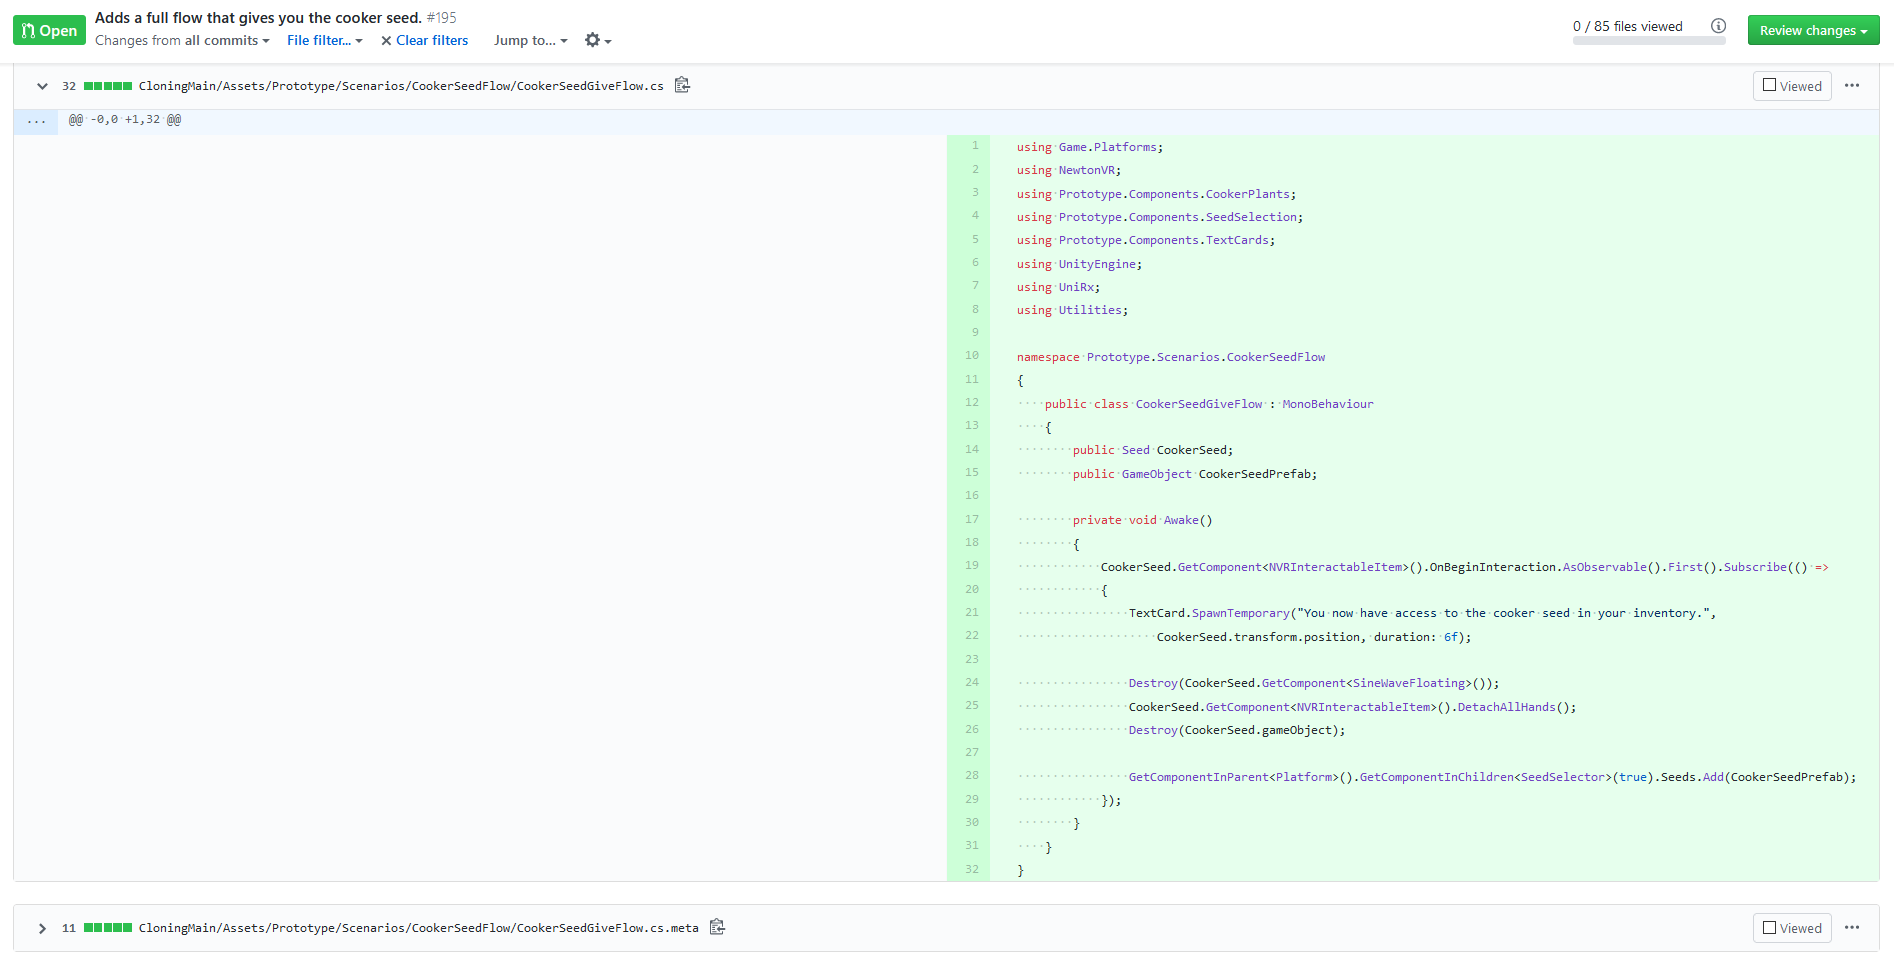 Open
Adds a full flow that gives you the cooker seed. #195
Changes from all commits File filter... Clear filters Jump to...
0 / 85 files viewed
Review changes
32 CloningMain/Assets/Prototype/Scenarios/CookerSeedFlow/CookerSeedGiveFlow.cs
Viewed
... @@ -0,0 +1,32 @@
1 using Game.Platforms;
2 using NewtonVR;
3 using Prototype.Components.CookerPlants;
4 using Prototype.Components.SeedSelection;
5 using Prototype.Components.TextCards;
6 using UnityEngine;
7 using UniRx;
8 using Utilities;
9
10 namespace Prototype.Scenarios.CookerSeedFlow
11 {
12 public class CookerSeedGiveFlow : MonoBehaviour
13 {
14 public Seed CookerSeed;
15 public GameObject CookerSeedPrefab;
16
17 private void Awake()
18 {
19 CookerSeed.GetComponent<NVRInteractableItem>().OnBeginInteraction.AsObservable().First().Subscribe(() =>
20 {
21 TextCard.SpawnTemporary("You now have access to the cooker seed in your inventory.",
22 CookerSeed.transform.position, duration: 6f);
23
24 Destroy(CookerSeed.GetComponent<SineWaveFloating>());
25 CookerSeed.GetComponent<NVRInteractableItem>().DetachAllHands();
26 Destroy(CookerSeed.gameObject);
27
28 GetComponentInParent<Platform>().GetComponentInChildren<SeedSelector>(true).Seeds.Add(CookerSeedPrefab);
29 });
30 }
31 }
32 }
11 CloningMain/Assets/Prototype/Scenarios/CookerSeedFlow/CookerSeedGiveFlow.cs.meta
Viewed